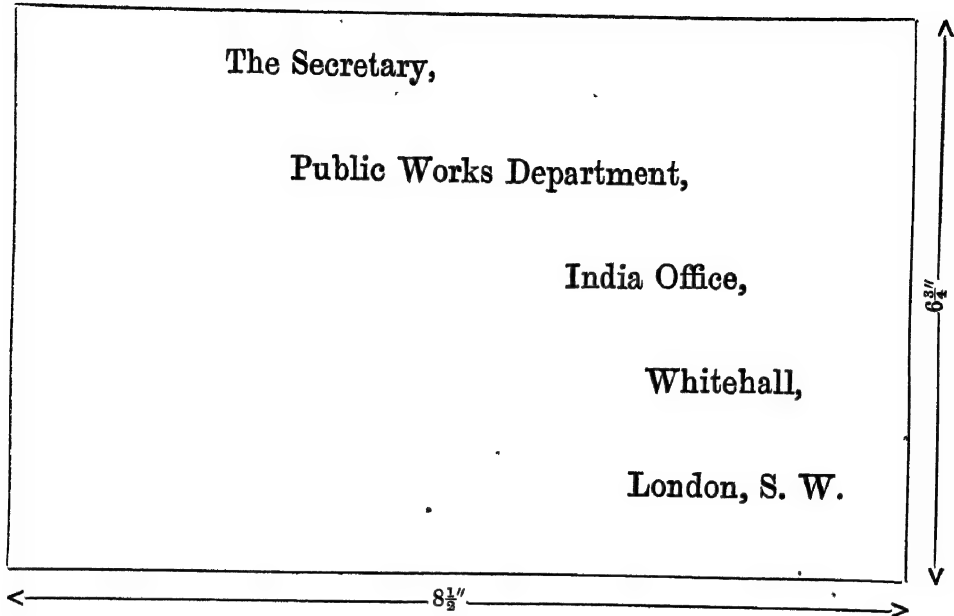 The Secretary,
Public Works Department,
India Office,
Whitehall,
London, S. W.
6¾″
8½″